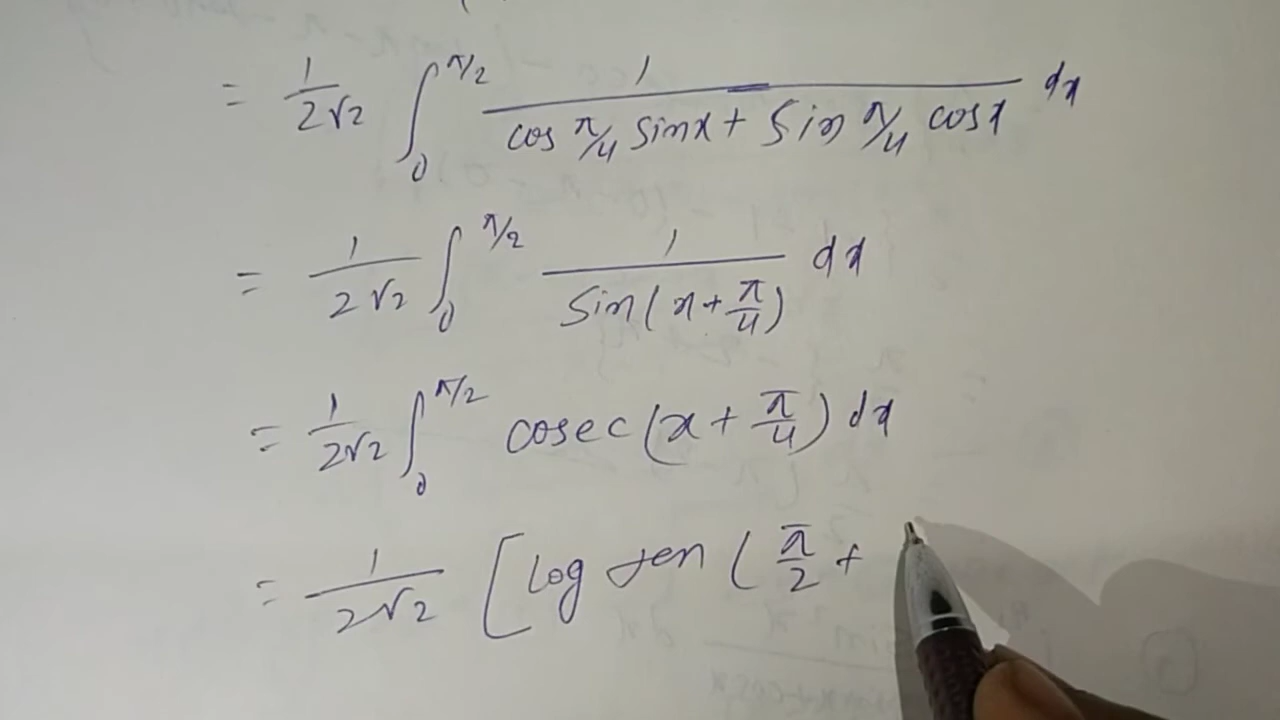 = 1/2√2 ∫₀^π/2 1/(cos π/4 sinx + Sin π/4 cosx) dx
= 1/2√2 ∫₀^π/2 1/Sin(x+π/4) dx
= 1/2√2 ∫₀^π/2 cosec(x+π/4) dx
= 1/2√2 [log ten (π/2 +